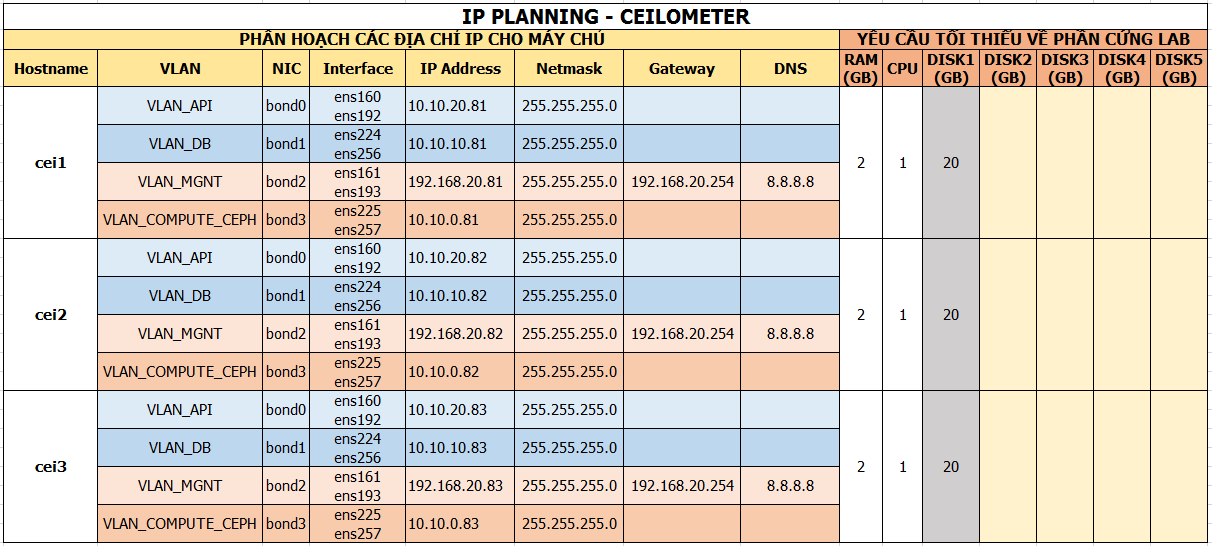 IP PLANNING - CEILOMETER
PHÂN HOẠCH CÁC ĐỊA CHỈ IP CHO MÁY CHỦ YÊU CẦU TỐI THIỂU VỀ PHẦN CỨNG LAB
Hostname VLAN NIC Interface IP Address Netmask Gateway DNS RAM (GB) CPU DISK1 (GB) DISK2 (GB) DISK3 (GB) DISK4 (GB) DISK5 (GB)
cei1 2 1 20
VLAN_API bond0 ens160 ens192 10.10.20.81 255.255.255.0
VLAN_DB bond1 ens224 ens256 10.10.10.81 255.255.255.0
VLAN_MGNT bond2 ens161 ens193 192.168.20.81 255.255.255.0 192.168.20.254 8.8.8.8
VLAN_COMPUTE_CEPH bond3 ens225 ens257 10.10.0.81 255.255.255.0
cei2 2 1 20
VLAN_API bond0 ens160 ens192 10.10.20.82 255.255.255.0
VLAN_DB bond1 ens224 ens256 10.10.10.82 255.255.255.0
VLAN_MGNT bond2 ens161 ens193 192.168.20.82 255.255.255.0 192.168.20.254 8.8.8.8
VLAN_COMPUTE_CEPH bond3 ens225 ens257 10.10.0.82 255.255.255.0
cei3 2 1 20
VLAN_API bond0 ens160 ens192 10.10.20.83 255.255.255.0
VLAN_DB bond1 ens224 ens256 10.10.10.83 255.255.255.0
VLAN_MGNT bond2 ens161 ens193 192.168.20.83 255.255.255.0 192.168.20.254 8.8.8.8
VLAN_COMPUTE_CEPH bond3 ens225 ens257 10.10.0.83 255.255.255.0